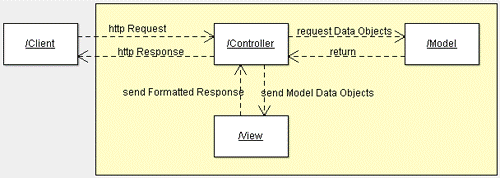 http Request
request Data Objects
/Client
/Controller
/Model
http Response
return
send Formatted Response
send Model Data Objects
/View